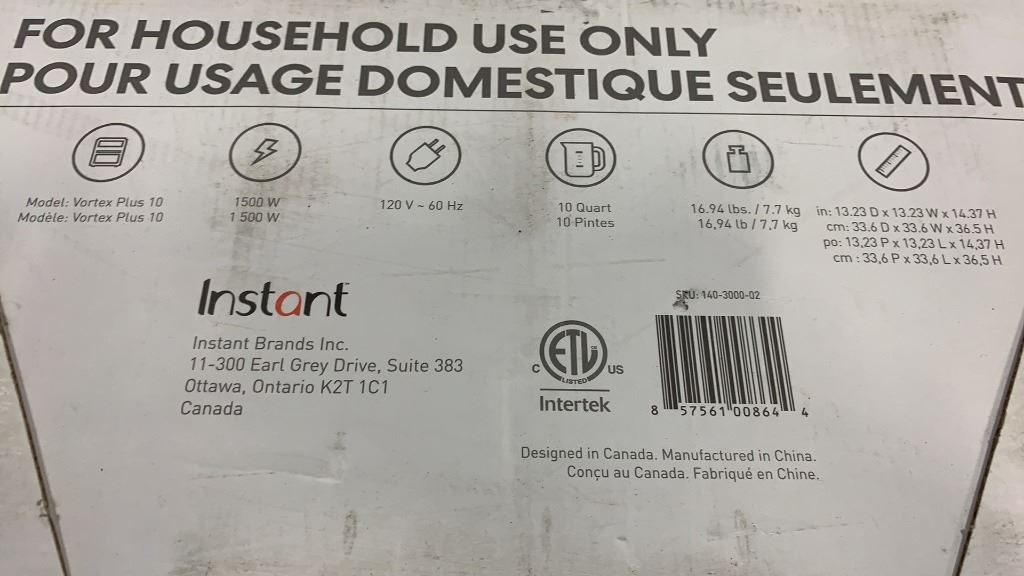 FOR HOUSEHOLD USE ONLY
POUR USAGE DOMESTIQUE SEULEMENT
Model: Vortex Plus 10
Modèle: Vortex Plus 10
1500 W
1 500 W
120 V ~ 60 Hz
10 Quart
10 Pintes
16.94 lbs. / 7.7 kg
16,94 lb / 7,7 kg
in: 13.23 D x 13.23 W x 14.37 H
cm: 33.6 D x 33.6 W x 36.5 H
po: 13,23 P x 13,23 L x 14,37 H
cm : 33,6 P x 33,6 L x 36,5 H
Instant
Instant Brands Inc.
11-300 Earl Grey Drive, Suite 383
Ottawa, Ontario K2T 1C1
Canada
C ETL US
LISTED
Intertek
SKU: 140-3000-02
8 57561 00864 4
Designed in Canada. Manufactured in China.
Conçu au Canada. Fabriqué en Chine.